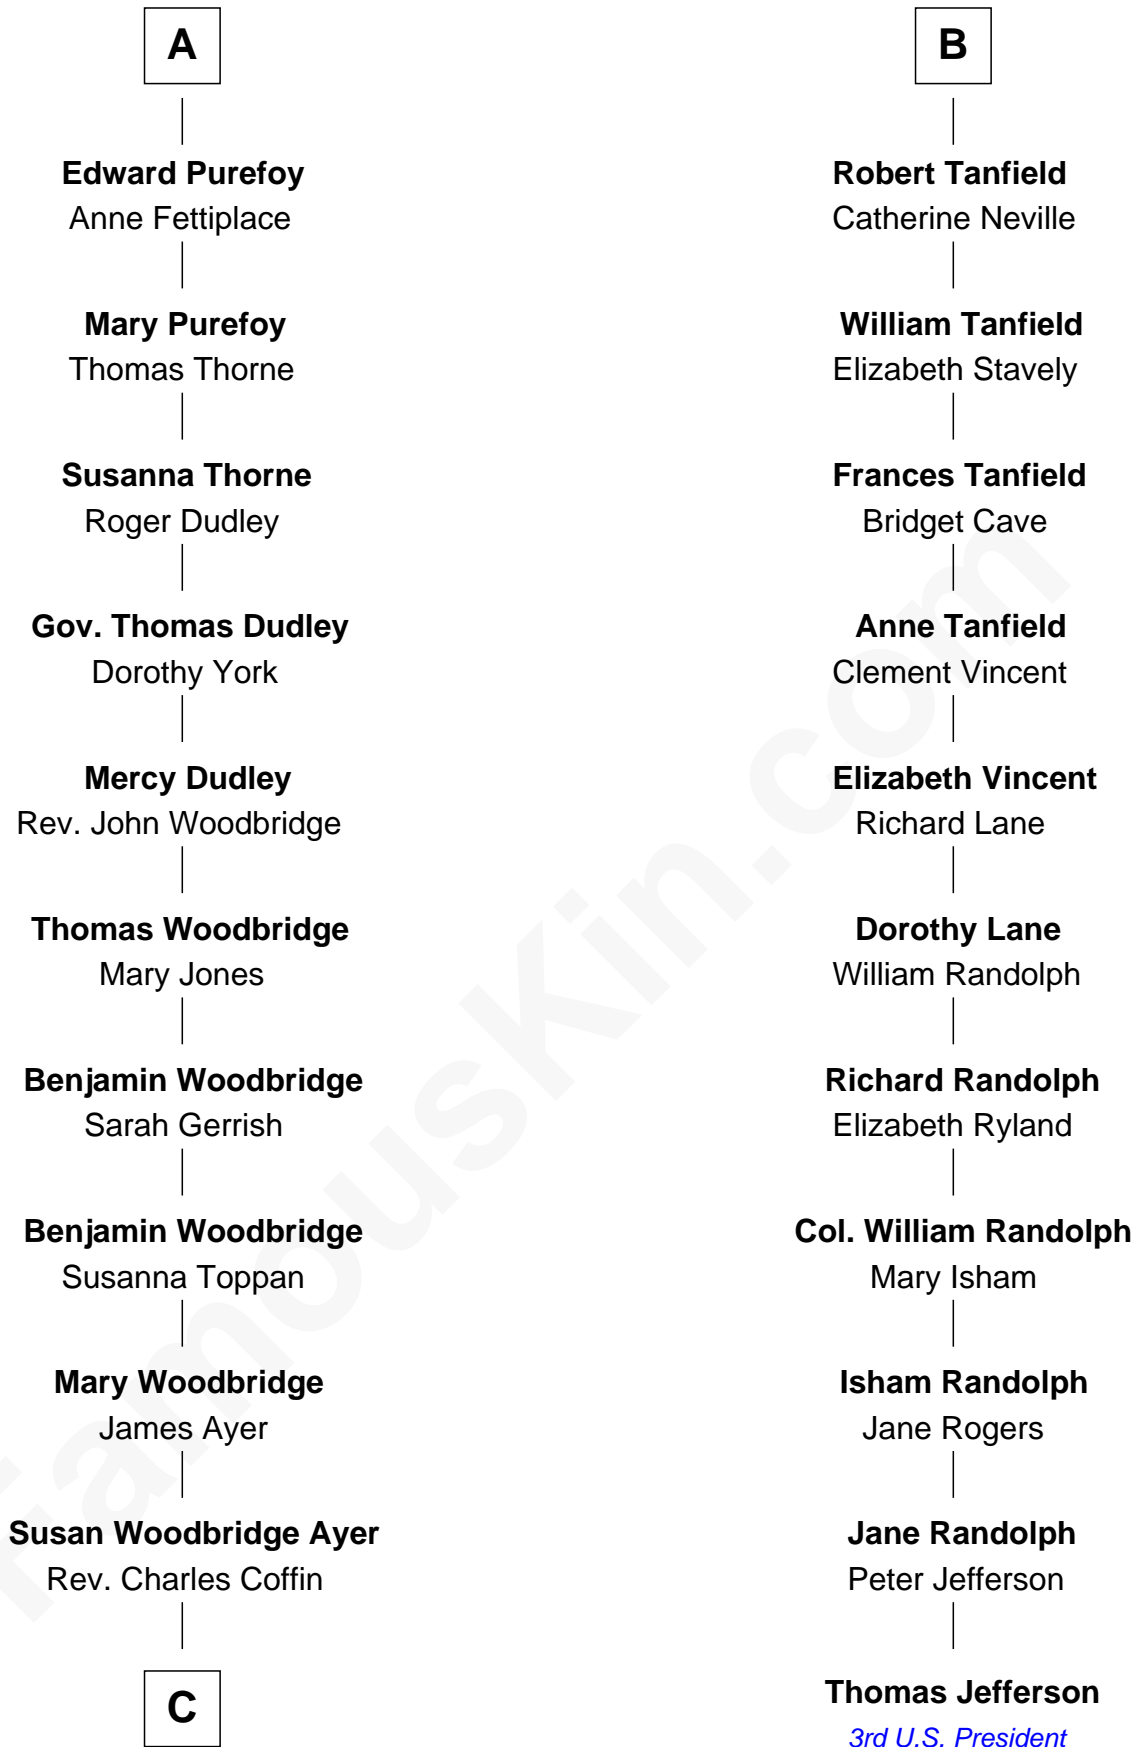 A
Edward Purefoy
Anne Fettiplace
Mary Purefoy
Thomas Thorne
Susanna Thorne
Roger Dudley
Gov. Thomas Dudley
Dorothy York
Mercy Dudley
Rev. John Woodbridge
Thomas Woodbridge
Mary Jones
Benjamin Woodbridge
Sarah Gerrish
Benjamin Woodbridge
Susanna Toppan
Mary Woodbridge
James Ayer
Susan Woodbridge Ayer
Rev. Charles Coffin
C
B
Robert Tanfield
Catherine Neville
William Tanfield
Elizabeth Stavely
Frances Tanfield
Bridget Cave
Anne Tanfield
Clement Vincent
Elizabeth Vincent
Richard Lane
Dorothy Lane
William Randolph
Richard Randolph
Elizabeth Ryland
Col. William Randolph
Mary Isham
Isham Randolph
Jane Rogers
Jane Randolph
Peter Jefferson
Thomas Jefferson
3rd U.S. President
FamousKin.com